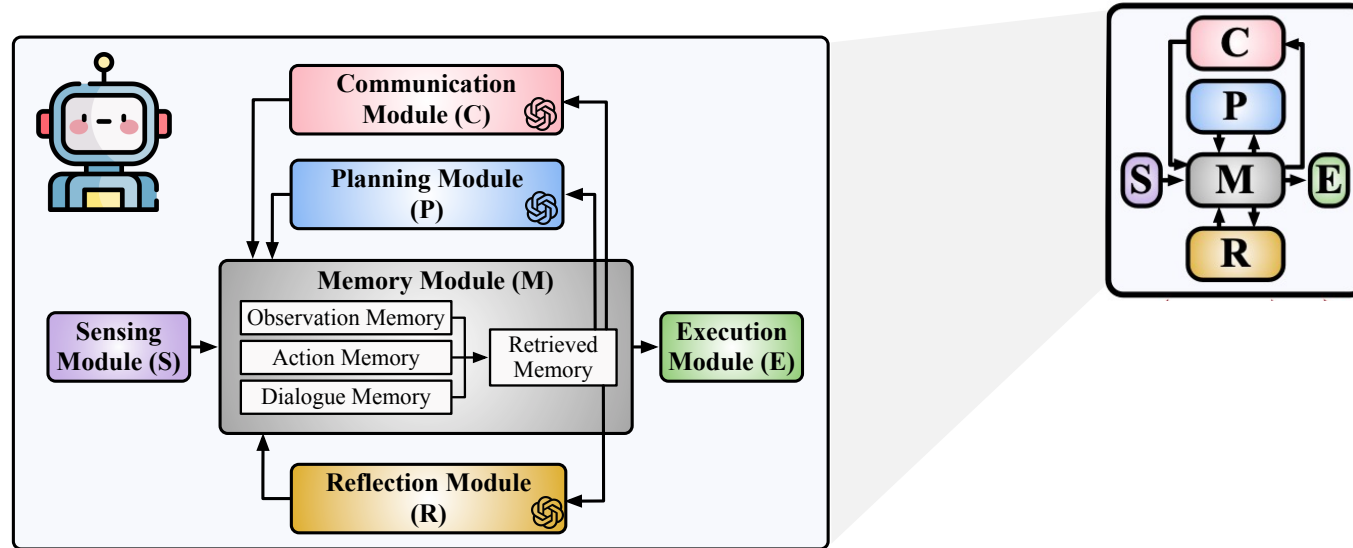 Communication
Module (C)
Planning Module
(P)
Memory Module (M)
Observation Memory
Action Memory
Dialogue Memory
Retrieved
Memory
Sensing
Module (S)
Execution
Module (E)
Reflection Module
(R)
C
P
S
M
E
R